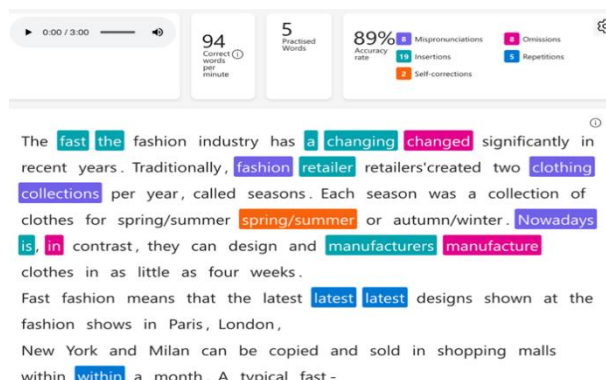 0:00 / 3:00
94
Correct words per minute
5
Practised Words
89%
Accuracy rate
8 Mispronunciations
8 Omissions
19 Insertions
5 Repetitions
2 Self-corrections
The fast the fashion industry has a changing changed significantly in
recent years. Traditionally, fashion retailer retailers'created two clothing
collections per year, called seasons. Each season was a collection of
clothes for spring/summer spring/summer or autumn/winter. Nowadays
is, in contrast, they can design and manufacturers manufacture
clothes in as little as four weeks.
Fast fashion means that the latest latest latest designs shown at the
fashion shows in Paris, London,
New York and Milan can be copied and sold in shopping malls
within within a month. A typical fast-